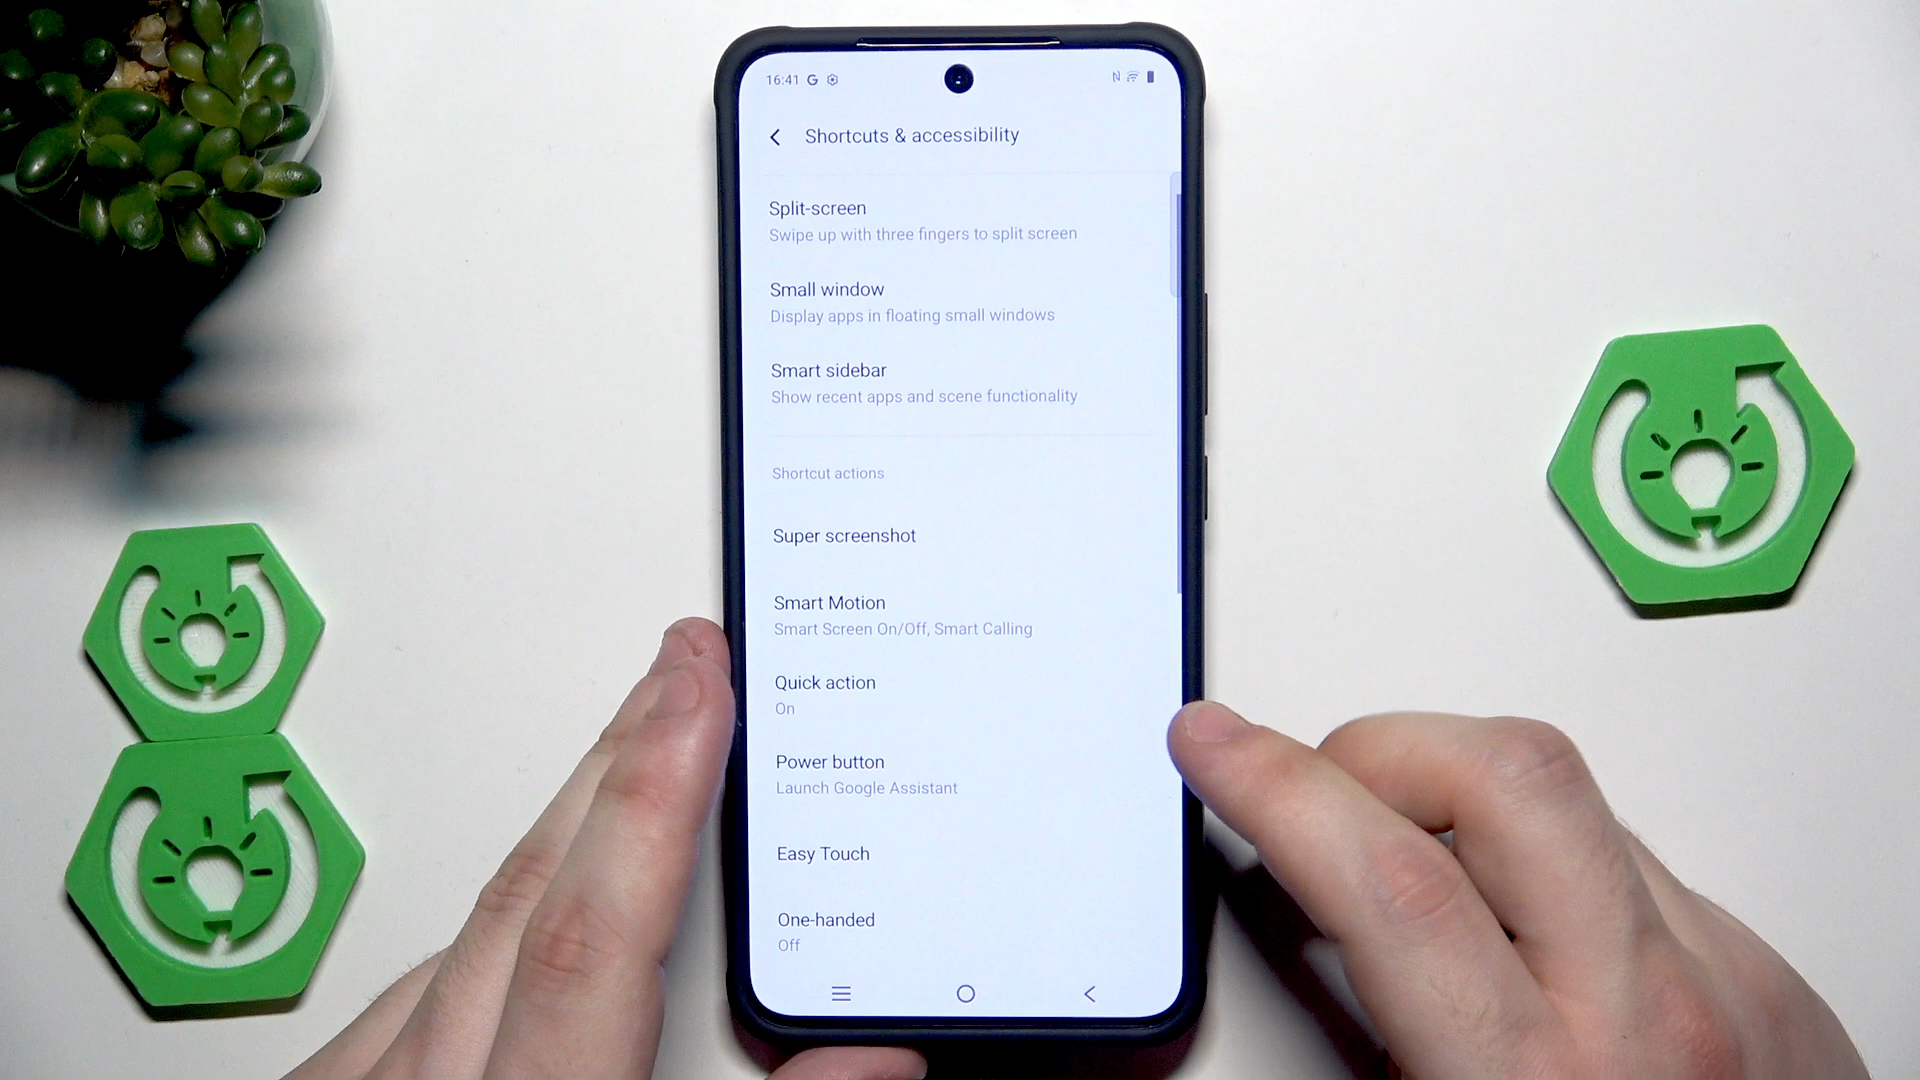 16:41 G
Shortcuts & accessibility
Split-screen
Swipe up with three fingers to split screen
Small window
Display apps in floating small windows
Smart sidebar
Show recent apps and scene functionality
Shortcut actions
Super screenshot
Smart Motion
Smart Screen On/Off, Smart Calling
Quick action
On
Power button
Launch Google Assistant
Easy Touch
One-handed
Off